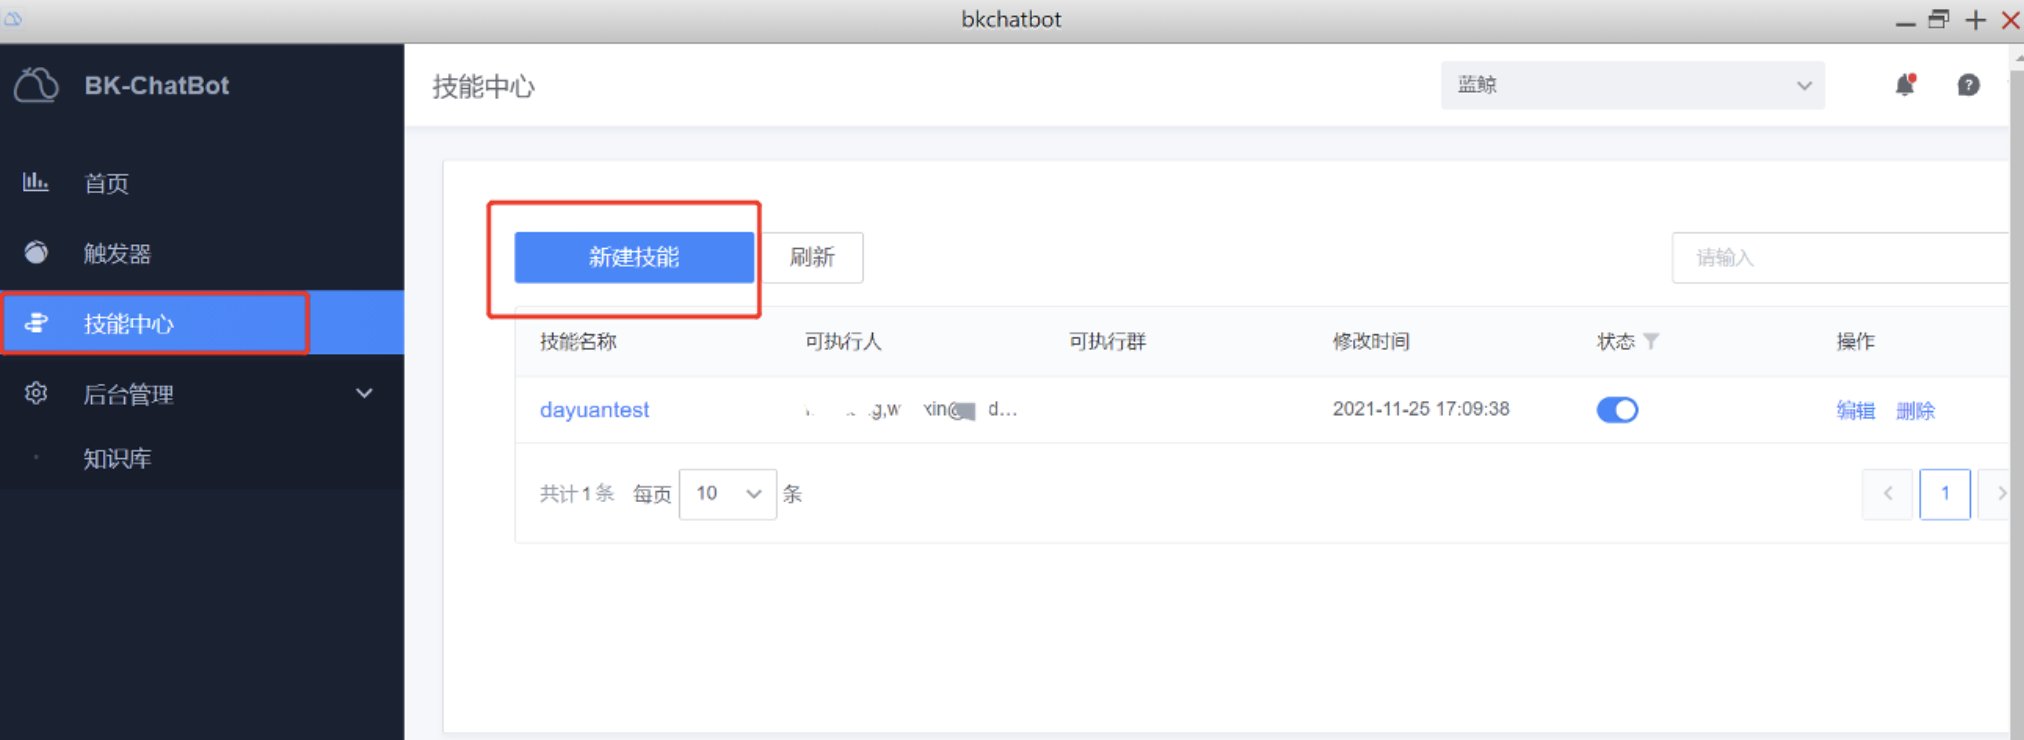 bkchatbot
BK-ChatBot
技能中心
蓝鲸
首页
触发器
技能中心
后台管理
知识库
新建技能
刷新
请输入
技能名称 可执行人 可执行群 修改时间 状态 操作
dayuantest d... 2021-11-25 17:09:38 编辑 删除
共计1条 每页 10 条
1